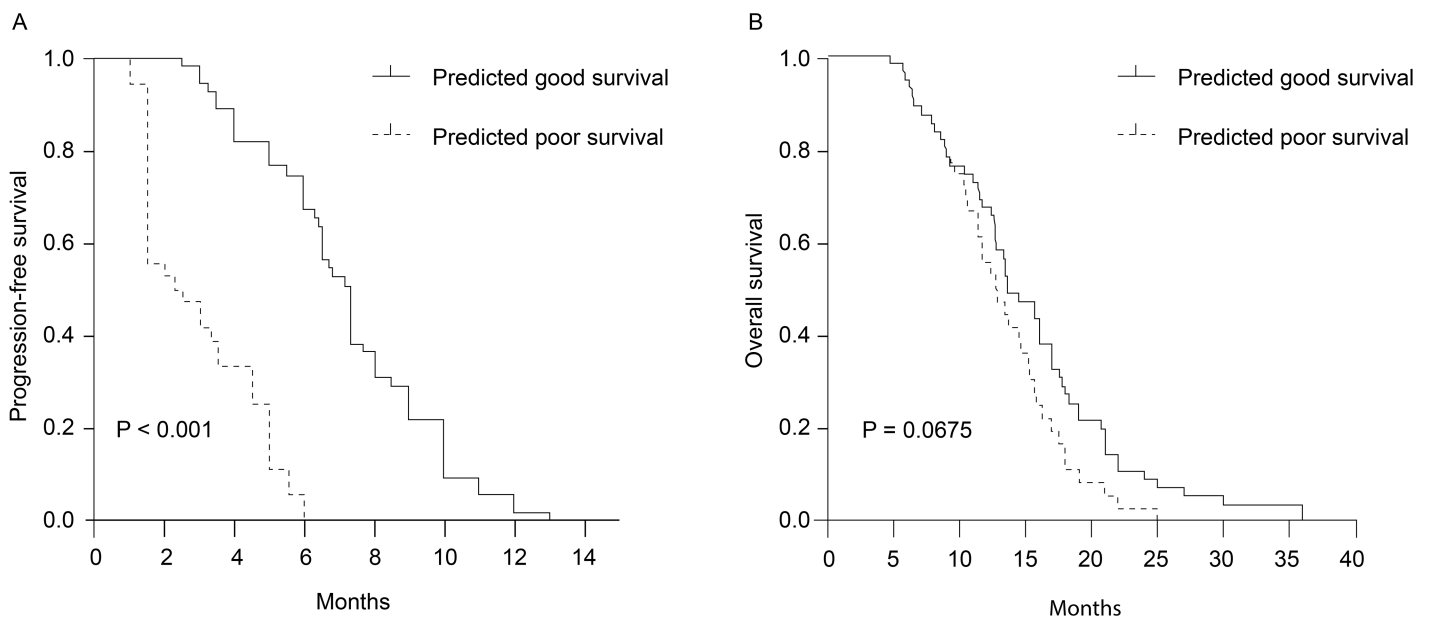 A
Progression-free survival
1.0
0.8
0.6
0.4
0.2
0.0
Predicted good survival
Predicted poor survival
P < 0.001
0 2 4 6 8 10 12 14
Months
B
Overall survival
1.0
0.8
0.6
0.4
0.2
0.0
Predicted good survival
Predicted poor survival
P = 0.0675
0 5 10 15 20 25 30 35 40
Months